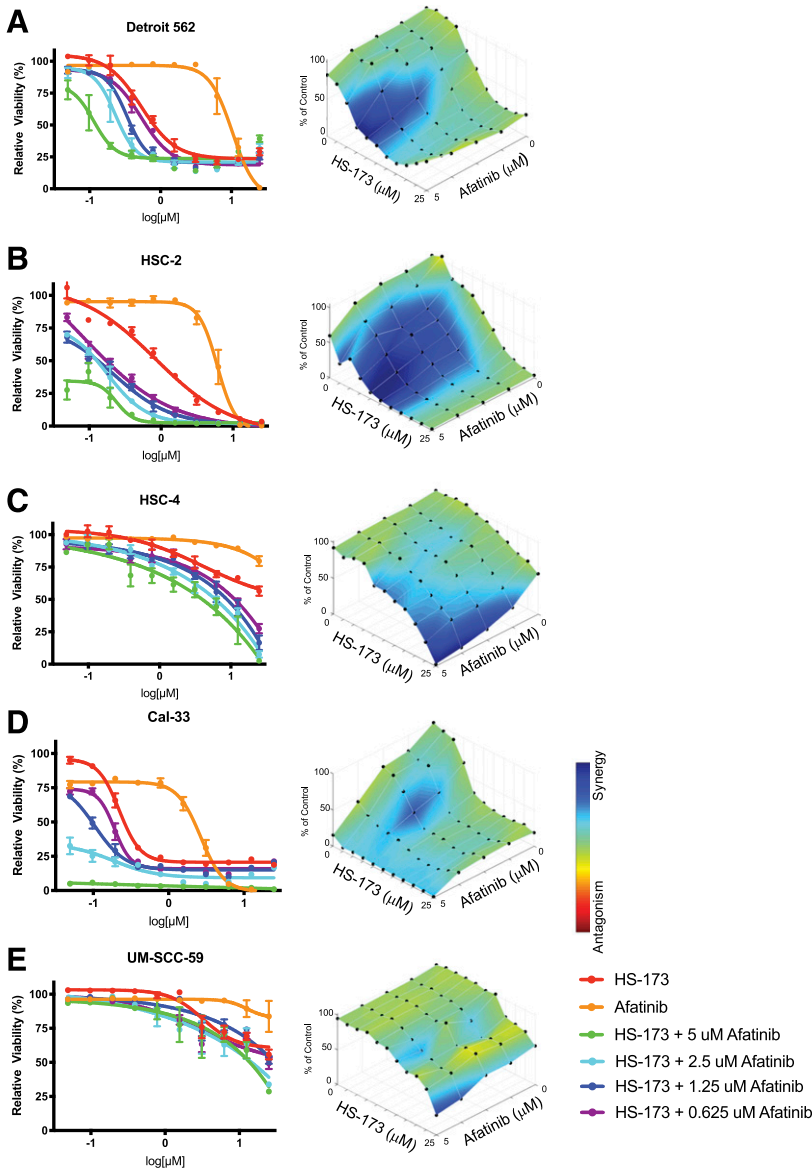 A
Detroit 562
Relative Viability (%)
100
75
50
25
0
-1
0
1
log[µM]
% of Control
100
50
0
0
HS-173 (µM)
25
5
Afatinib (µM)
0
B
HSC-2
Relative Viability (%)
100
75
50
25
0
-1
0
1
log[µM]
% of Control
100
50
0
0
HS-173 (µM)
25
5
Afatinib (µM)
0
C
HSC-4
Relative Viability (%)
100
75
50
25
0
-1
0
1
log[µM]
% of Control
100
50
0
0
HS-173 (µM)
25
5
Afatinib (µM)
0
D
Cal-33
Relative Viability (%)
100
75
50
25
0
-1
0
1
log[µM]
% of Control
100
50
0
0
HS-173 (µM)
25
5
Afatinib (µM)
0
Synergy
Antagonism
E
UM-SCC-59
Relative Viability (%)
100
75
50
25
0
-1
0
1
log[µM]
% of Control
100
50
0
0
HS-173 (µM)
25
5
Afatinib (µM)
0
HS-173
Afatinib
HS-173 + 5 uM Afatinib
HS-173 + 2.5 uM Afatinib
HS-173 + 1.25 uM Afatinib
HS-173 + 0.625 uM Afatinib